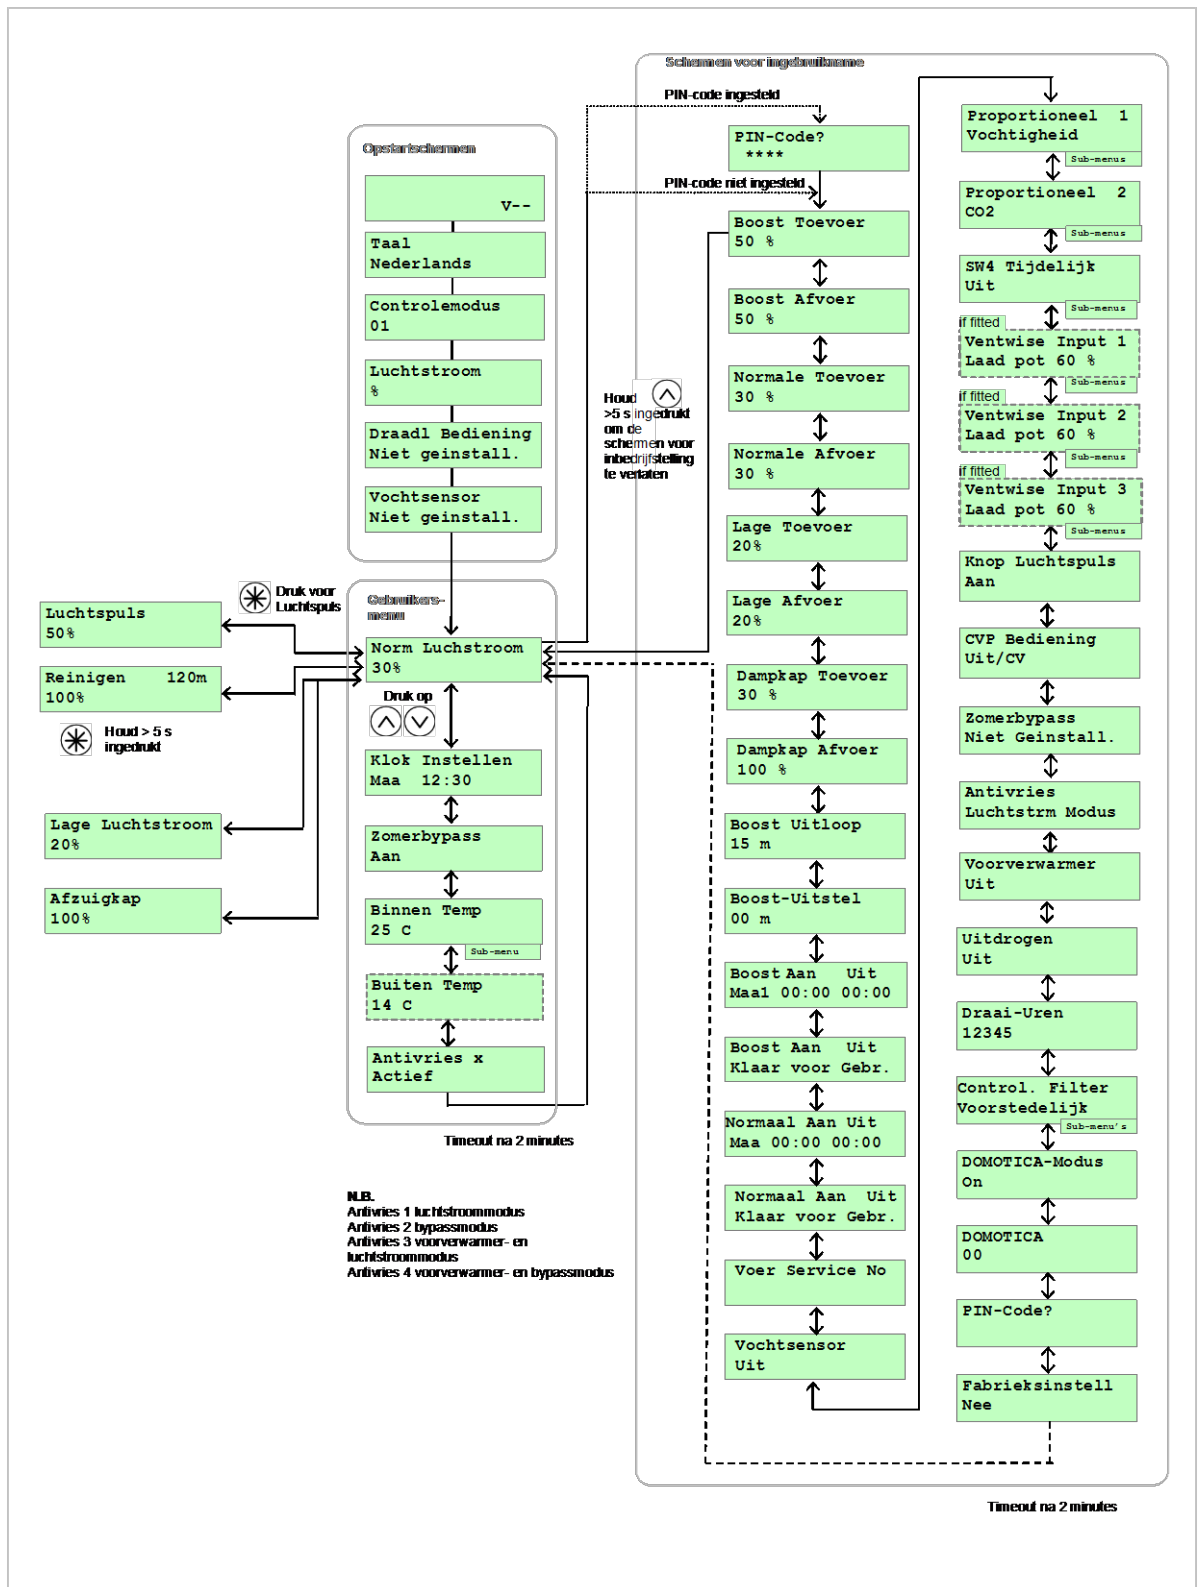 Schermen voor ingebruikname
PIN-code ingesteld
PIN-Code?
****
PIN-code niet ingesteld
Opstartschermen
V--
Taal
Nederlands
Controlemodus
01
Luchtstroom
%
Draadl Bediening
Niet geinstall.
Vochtsensor
Niet geinstall.
Druk voor
Luchtspuls
Luchtspuls
50%
Reinigen 120m
100%
Houd > 5 s
ingedrukt
Lage Luchtstroom
20%
Afzuigkap
100%
Gebruikers-
menu
Norm Luchstroom
30%
Druk op
Klok Instellen
Maa 12:30
Zomerbypass
Aan
Binnen Temp
25 C
Sub-menu
Buiten Temp
14 C
Antivries x
Actief
Timeout na 2 minutes
N.B.
Antivries 1 luchtstroommodus
Antivries 2 bypassmodus
Antivries 3 voorverwarmer- en
luchtstroommodus
Antivries 4 voorverwarmer- en bypassmodus
Houd
>5 s ingedrukt
om de
schermen voor
inbedrijfstelling
te verlaten
Boost Toevoer
50 %
Boost Afvoer
50 %
Normale Toevoer
30 %
Normale Afvoer
30 %
Lage Toevoer
20%
Lage Afvoer
20%
Dampkap Toevoer
30 %
Dampkap Afvoer
100 %
Boost Uitloop
15 m
Boost-Uitstel
00 m
Boost Aan Uit
Maa1 00:00 00:00
Boost Aan Uit
Klaar voor Gebr.
Normaal Aan Uit
Maa 00:00 00:00
Normaal Aan Uit
Klaar voor Gebr.
Voer Service No
Vochtsensor
Uit
Proportioneel 1
Vochtigheid
Sub-menus
Proportioneel 2
CO2
Sub-menus
SW4 Tijdelijk
Uit
Sub-menus
if fitted
Ventwise Input 1
Laad pot 60 %
Sub-menus
if fitted
Ventwise Input 2
Laad pot 60 %
Sub-menus
if fitted
Ventwise Input 3
Laad pot 60 %
Sub-menus
Knop Luchtspuls
Aan
CVP Bediening
Uit/CV
Zomerbypass
Niet Geinstall.
Antivries
Luchtstrm Modus
Voorverwarmer
Uit
Uitdrogen
Uit
Draai-Uren
12345
Control. Filter
Voorstedelijk
Sub-menu's
DOMOTICA-Modus
On
DOMOTICA
00
PIN-Code?
Fabrieksinstell
Nee
Timeout na 2 minutes